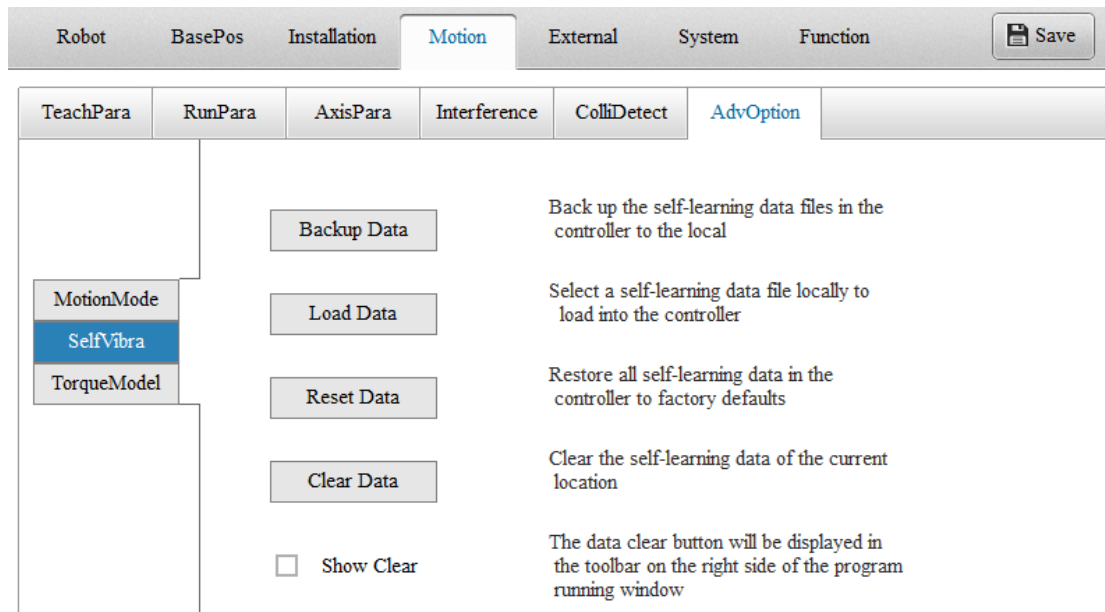 Robot BasePos Installation Motion External System Function Save
TeachPara RunPara AxisPara Interference ColliDetect AdvOption
Backup Data
Back up the self-learning data files in the
controller to the local
MotionMode
Load Data
Select a self-learning data file locally to
load into the controller
SelfVibra
TorqueModel
Reset Data
Restore all self-learning data in the
controller to factory defaults
Clear Data
Clear the self-learning data of the current
location
Show Clear
The data clear button will be displayed in
the toolbar on the right side of the program
running window